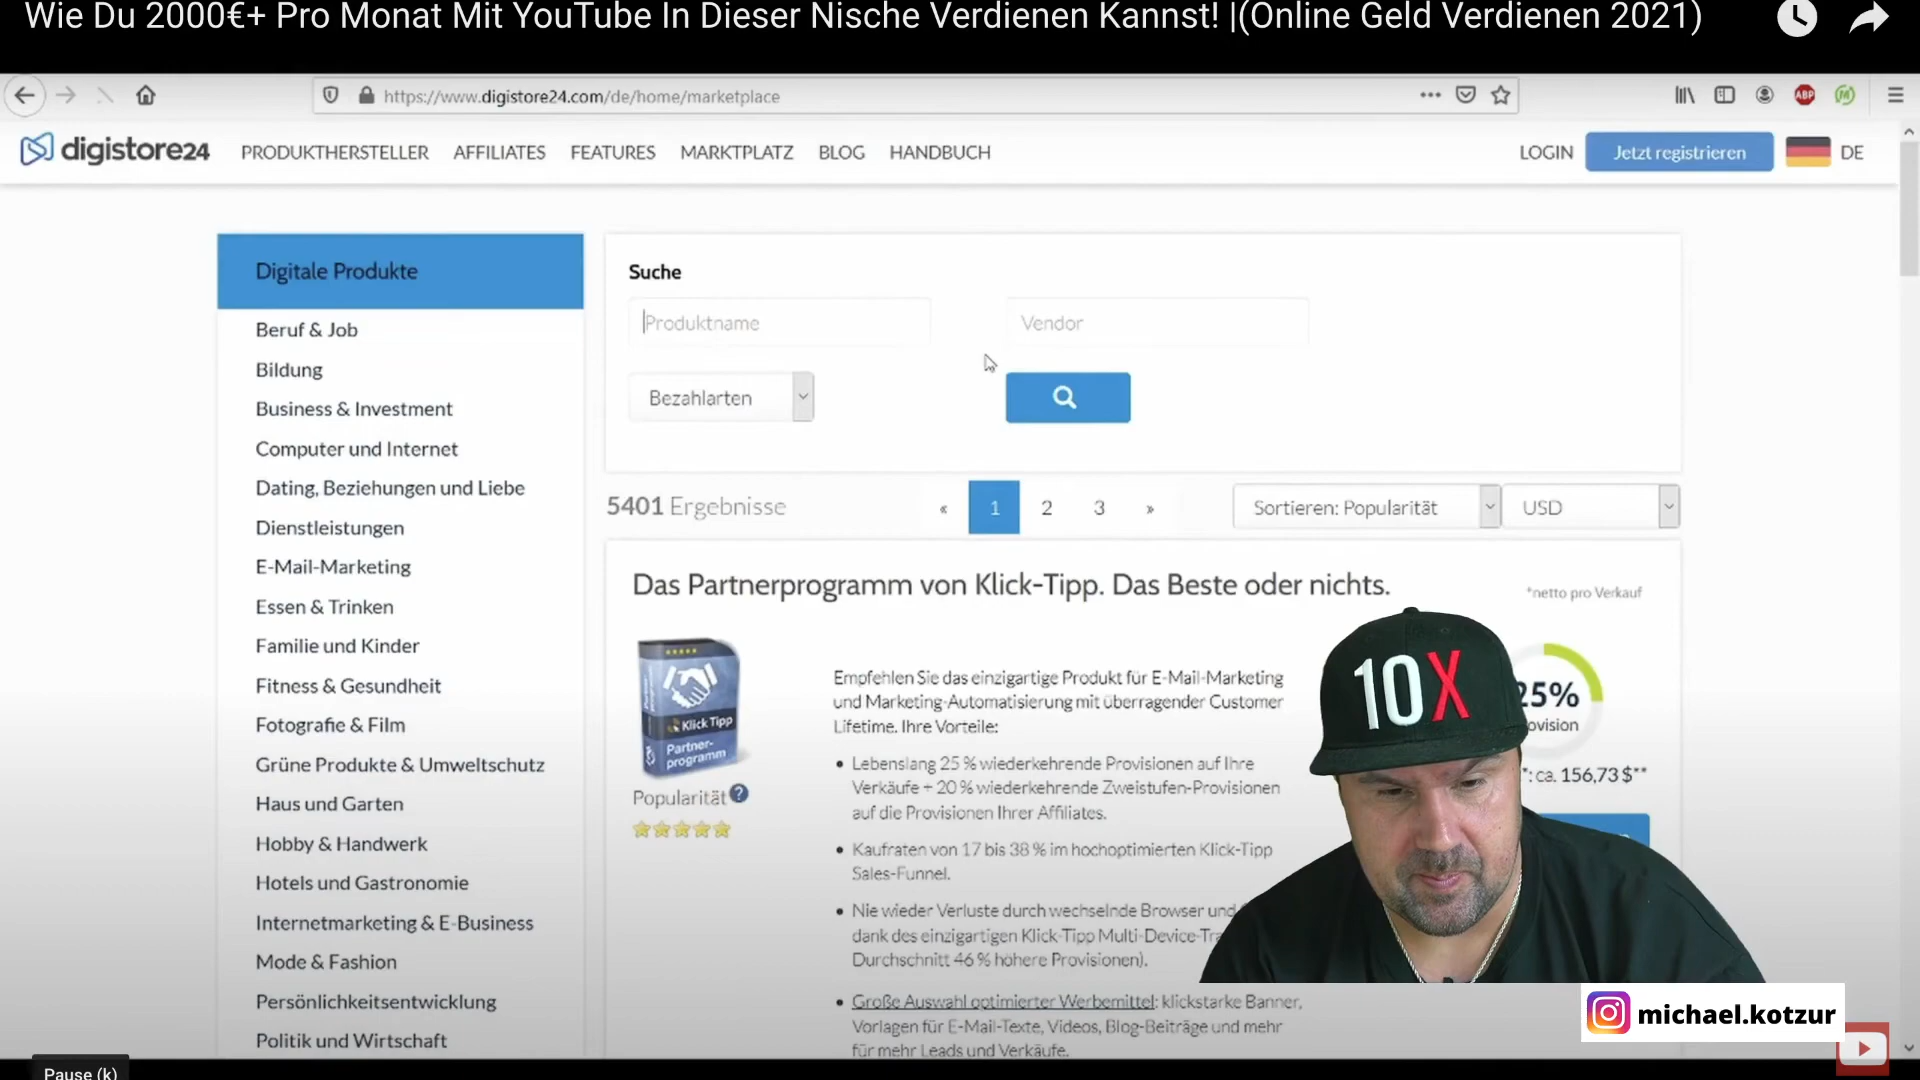 Wie Du 2000€+ Pro Monat Mit YouTube In Dieser Nische Verdienen Kannst! |(Online Geld Verdienen 2021)
https://www.digistore24.com/de/home/marketplace
ABP
digistore24
PRODUKTHERSTELLER
AFFILIATES
FEATURES
MARKTPLATZ
BLOG
HANDBUCH
LOGIN
Jetzt registrieren
DE
Digitale Produkte
Beruf & Job
Bildung
Business & Investment
Computer und Internet
Dating, Beziehungen und Liebe
Dienstleistungen
E-Mail-Marketing
Essen & Trinken
Familie und Kinder
Fitness & Gesundheit
Fotografie & Film
Grüne Produkte & Umweltschutz
Haus und Garten
Hobby & Handwerk
Hotels und Gastronomie
Internetmarketing & E-Business
Mode & Fashion
Persönlichkeitsentwicklung
Politik und Wirtschaft
Suche
Produktname
Vendor
Bezahlarten
5401 Ergebnisse
« 1 2 3 »
Sortieren: Popularität
USD
Das Partnerprogramm von Klick-Tipp. Das Beste oder nichts.
*netto pro Verkauf
Klick Tipp
Partner-
programm
Popularität ?
Empfehlen Sie das einzigartige Produkt für E-Mail-Marketing
und Marketing-Automatisierung mit überragender Customer
Lifetime. Ihre Vorteile:
• Lebenslang 25 % wiederkehrende Provisionen auf Ihre
Verkäufe + 20 % wiederkehrende Zweistufen-Provisionen
auf die Provisionen Ihrer Affiliates.
• Kaufraten von 17 bis 38 % im hochoptimierten Klick-Tipp
Sales-Funnel.
• Nie wieder Verluste durch wechselnde Browser und
dank des einzigartigen Klick-Tipp Multi-Device-Tra
Durchschnitt 46 % höhere Provisionen).
• Große Auswahl optimierter Werbemittel: klickstarke Banner,
Vorlagen für E-Mail-Texte, Videos, Blog-Beiträge und mehr
für mehr Leads und Verkäufe.
25%
ovision
*: ca. 156,73 $**
10X
michael.kotzur
Pause (k)